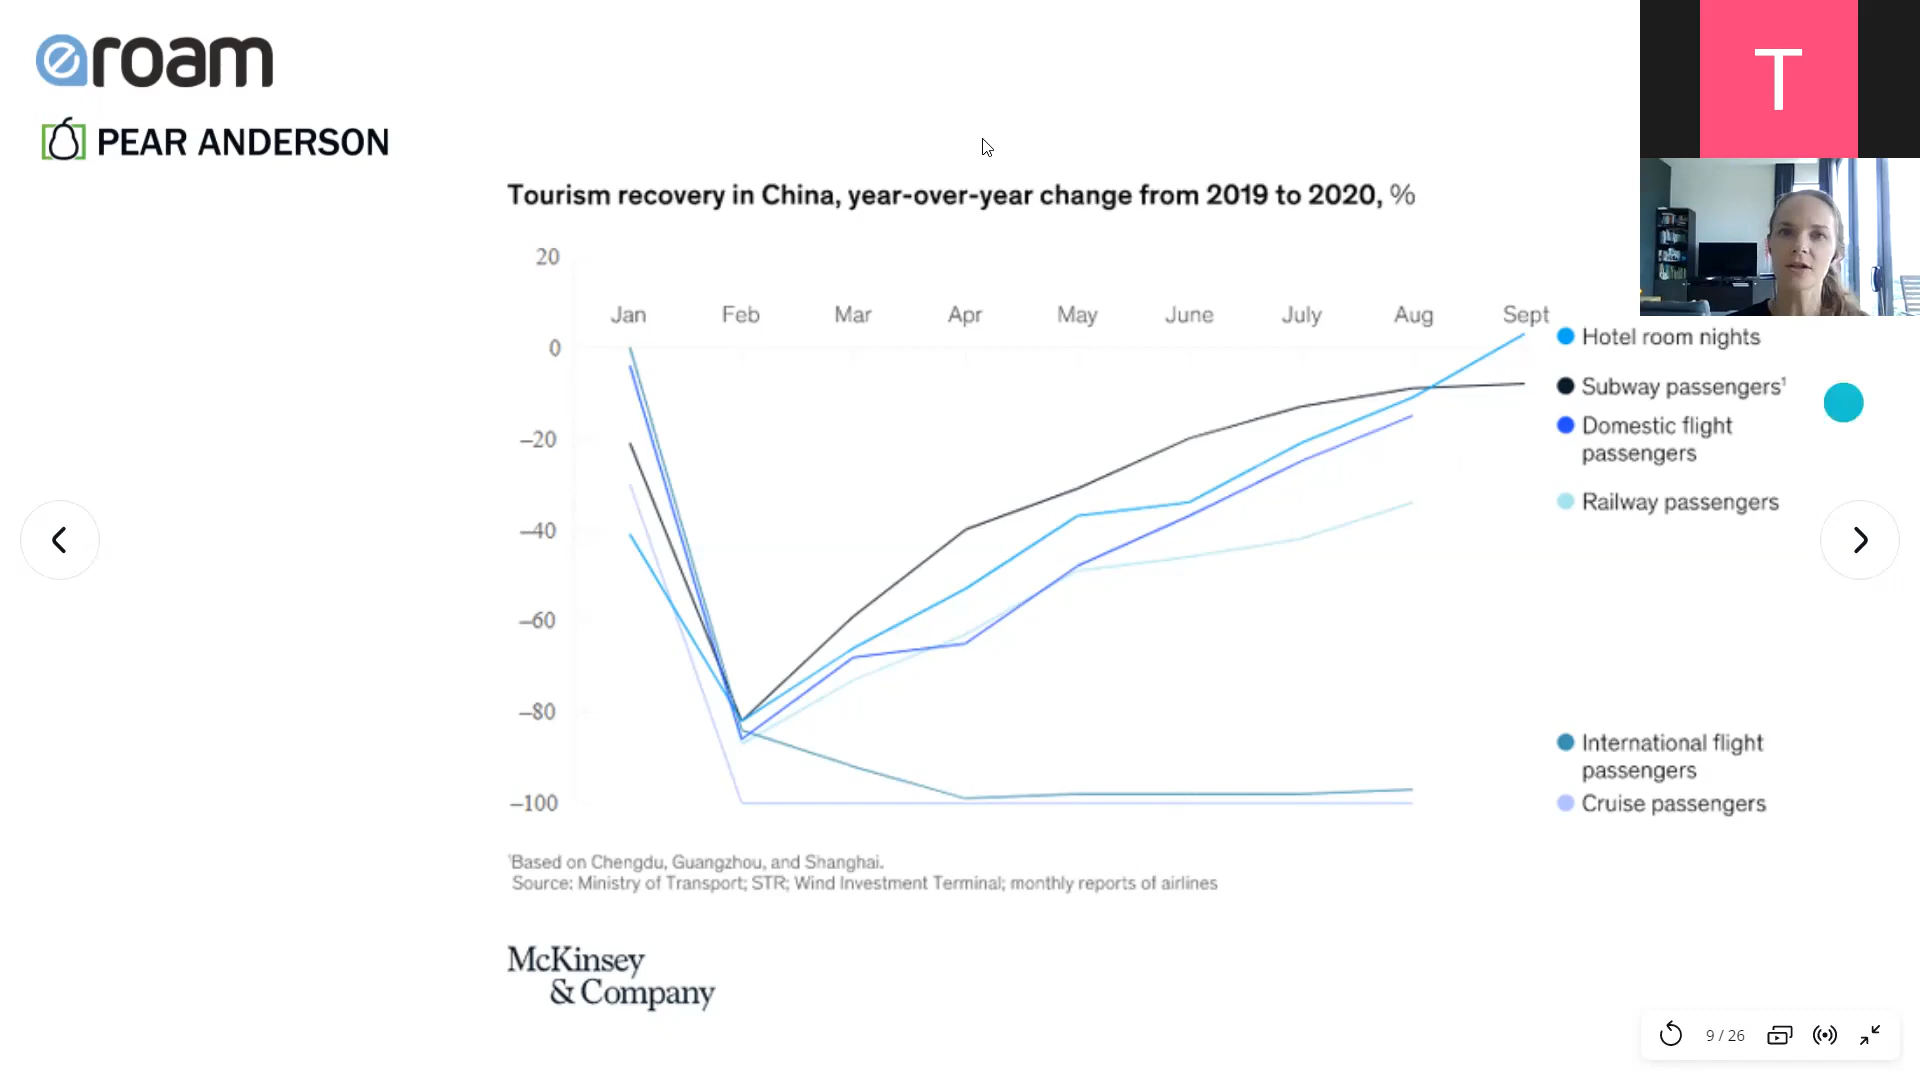 eroam
PEAR ANDERSON
T
Tourism recovery in China, year-over-year change from 2019 to 2020, %
20
Jan Feb Mar Apr May June July Aug Sept
0
–20
–40
–60
–80
–100
Hotel room nights
Subway passengers¹
Domestic flight
passengers
Railway passengers
International flight
passengers
Cruise passengers
¹Based on Chengdu, Guangzhou, and Shanghai.
Source: Ministry of Transport; STR; Wind Investment Terminal; monthly reports of airlines
McKinsey
& Company
9 / 26